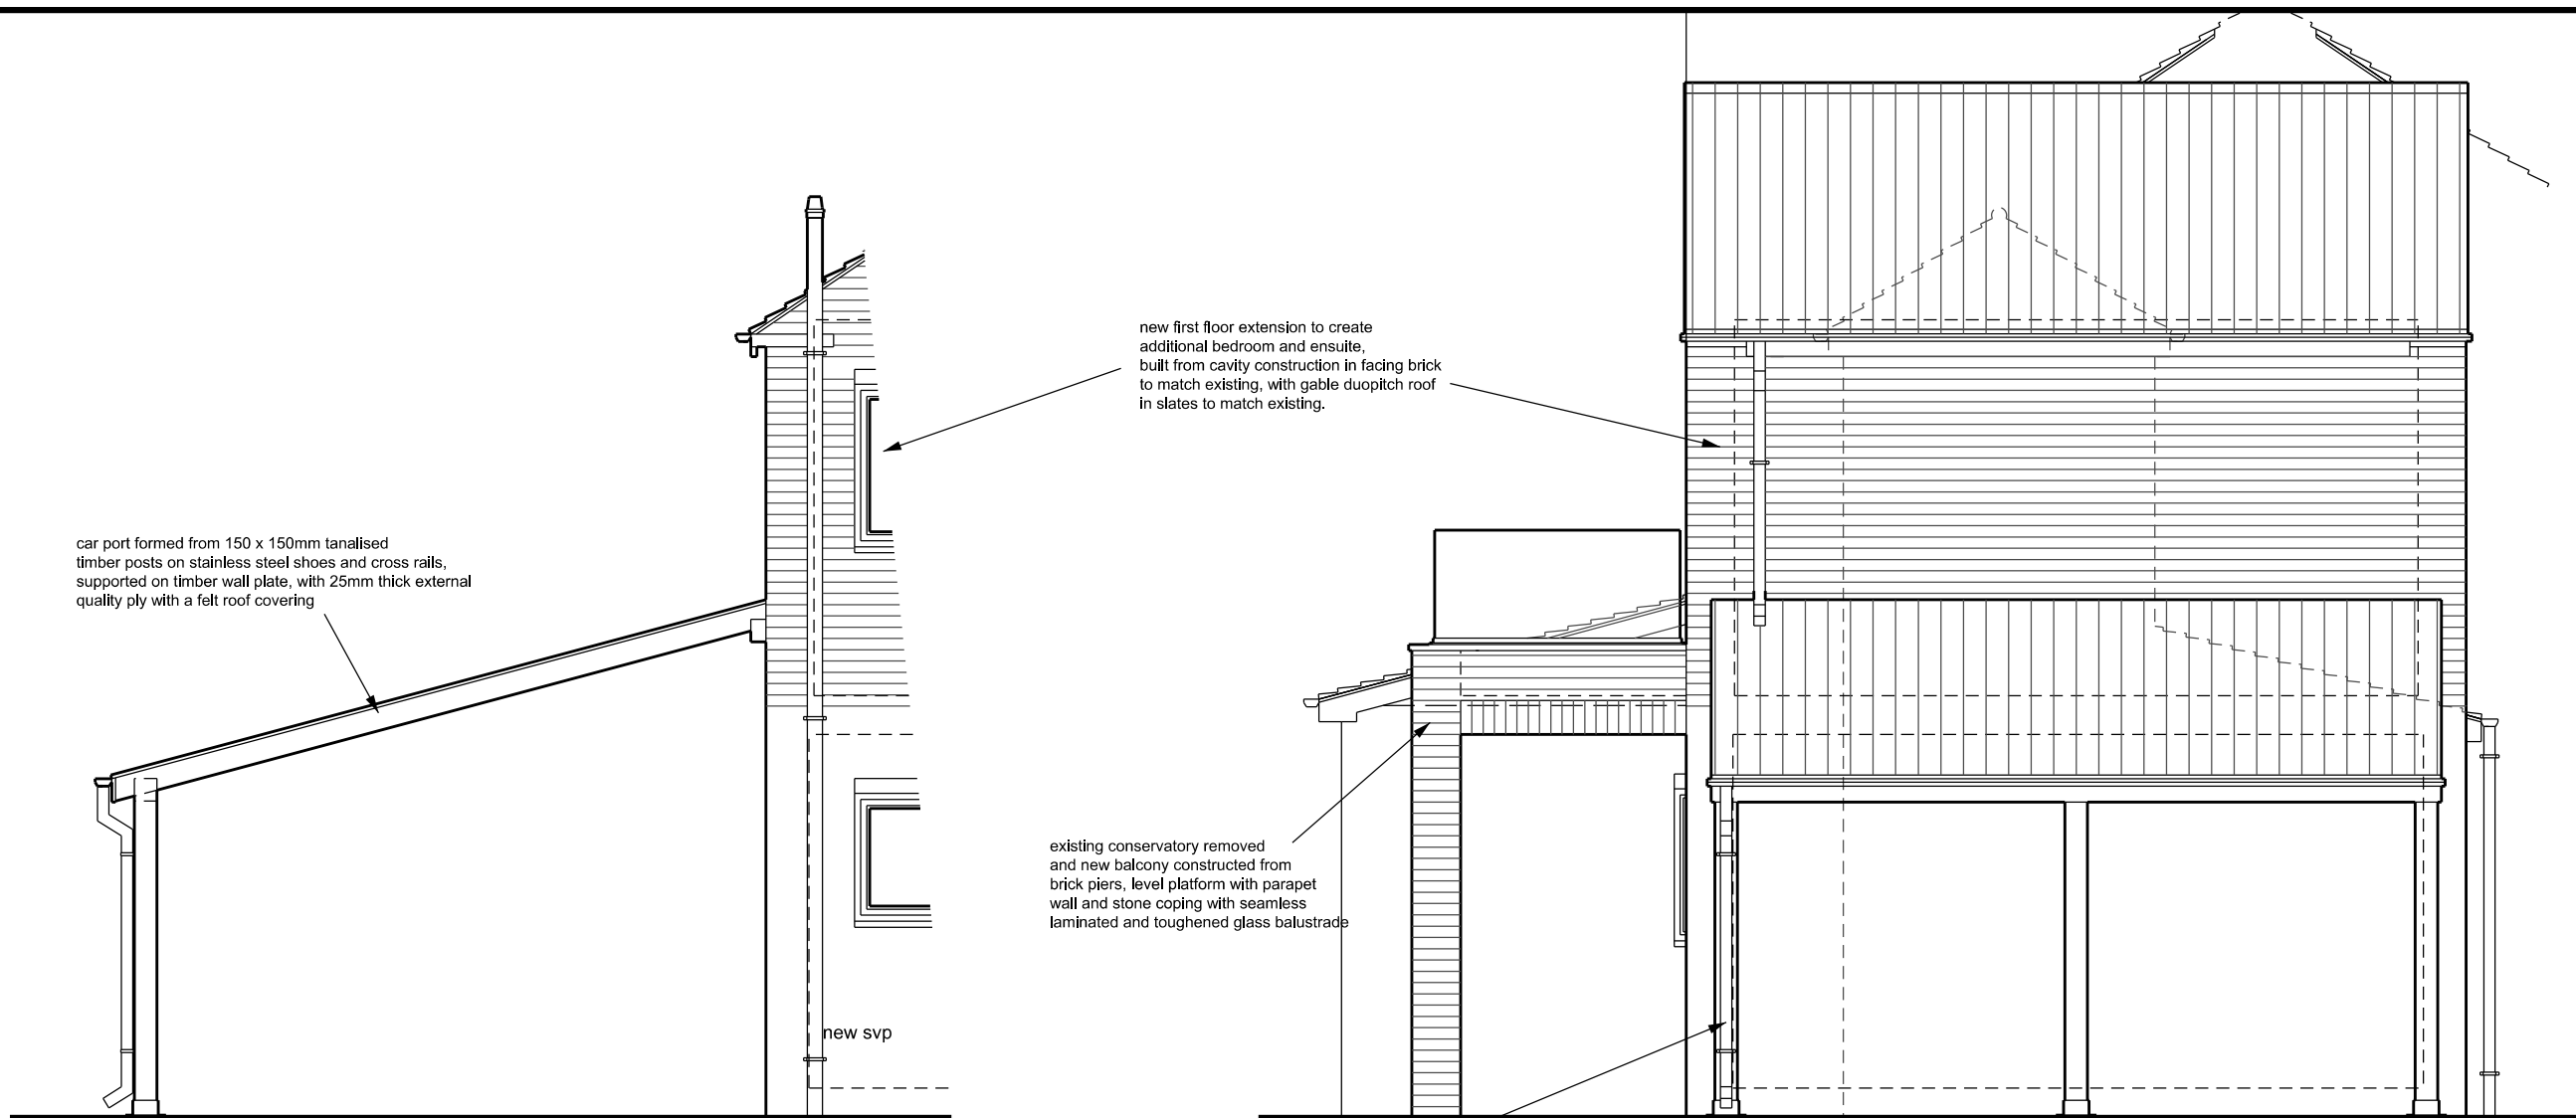 new first floor extension to create
additional bedroom and ensuite,
built from cavity construction in facing brick
to match existing, with gable duopitch roof
in slates to match existing.
car port formed from 150 x 150mm tanalised
timber posts on stainless steel shoes and cross rails,
supported on timber wall plate, with 25mm thick external
quality ply with a felt roof covering
existing conservatory removed
and new balcony constructed from
brick piers, level platform with parapet
wall and stone coping with seamless
laminated and toughened glass balustrade
new svp